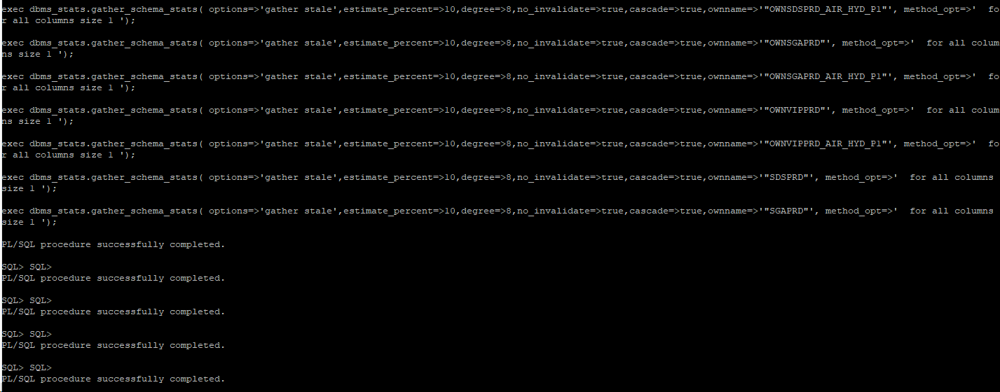 exec dbms_stats.gather_schema_stats( options=>'gather stale',estimate_percent=>10,degree=>8,no_invalidate=>true,cascade=>true,ownname=>'"OWNSDSPRD_AIR_HYD_P1"', method_opt=>'  fo
r all columns size 1 ');
exec dbms_stats.gather_schema_stats( options=>'gather stale',estimate_percent=>10,degree=>8,no_invalidate=>true,cascade=>true,ownname=>'"OWNSGAPRD"', method_opt=>'  for all colum
ns size 1 ');
exec dbms_stats.gather_schema_stats( options=>'gather stale',estimate_percent=>10,degree=>8,no_invalidate=>true,cascade=>true,ownname=>'"OWNSGAPRD_AIR_HYD_P1"', method_opt=>'  fo
r all columns size 1 ');
exec dbms_stats.gather_schema_stats( options=>'gather stale',estimate_percent=>10,degree=>8,no_invalidate=>true,cascade=>true,ownname=>'"OWNVIPPRD"', method_opt=>'  for all colum
ns size 1 ');
exec dbms_stats.gather_schema_stats( options=>'gather stale',estimate_percent=>10,degree=>8,no_invalidate=>true,cascade=>true,ownname=>'"OWNVIPPRD_AIR_HYD_P1"', method_opt=>'  fo
r all columns size 1 ');
exec dbms_stats.gather_schema_stats( options=>'gather stale',estimate_percent=>10,degree=>8,no_invalidate=>true,cascade=>true,ownname=>'"SDSPRD"', method_opt=>'  for all columns
size 1 ');
exec dbms_stats.gather_schema_stats( options=>'gather stale',estimate_percent=>10,degree=>8,no_invalidate=>true,cascade=>true,ownname=>'"SGAPRD"', method_opt=>'  for all columns
size 1 ');
PL/SQL procedure successfully completed.
SQL> SQL>
PL/SQL procedure successfully completed.
SQL> SQL>
PL/SQL procedure successfully completed.
SQL> SQL>
PL/SQL procedure successfully completed.
SQL> SQL>
PL/SQL procedure successfully completed.